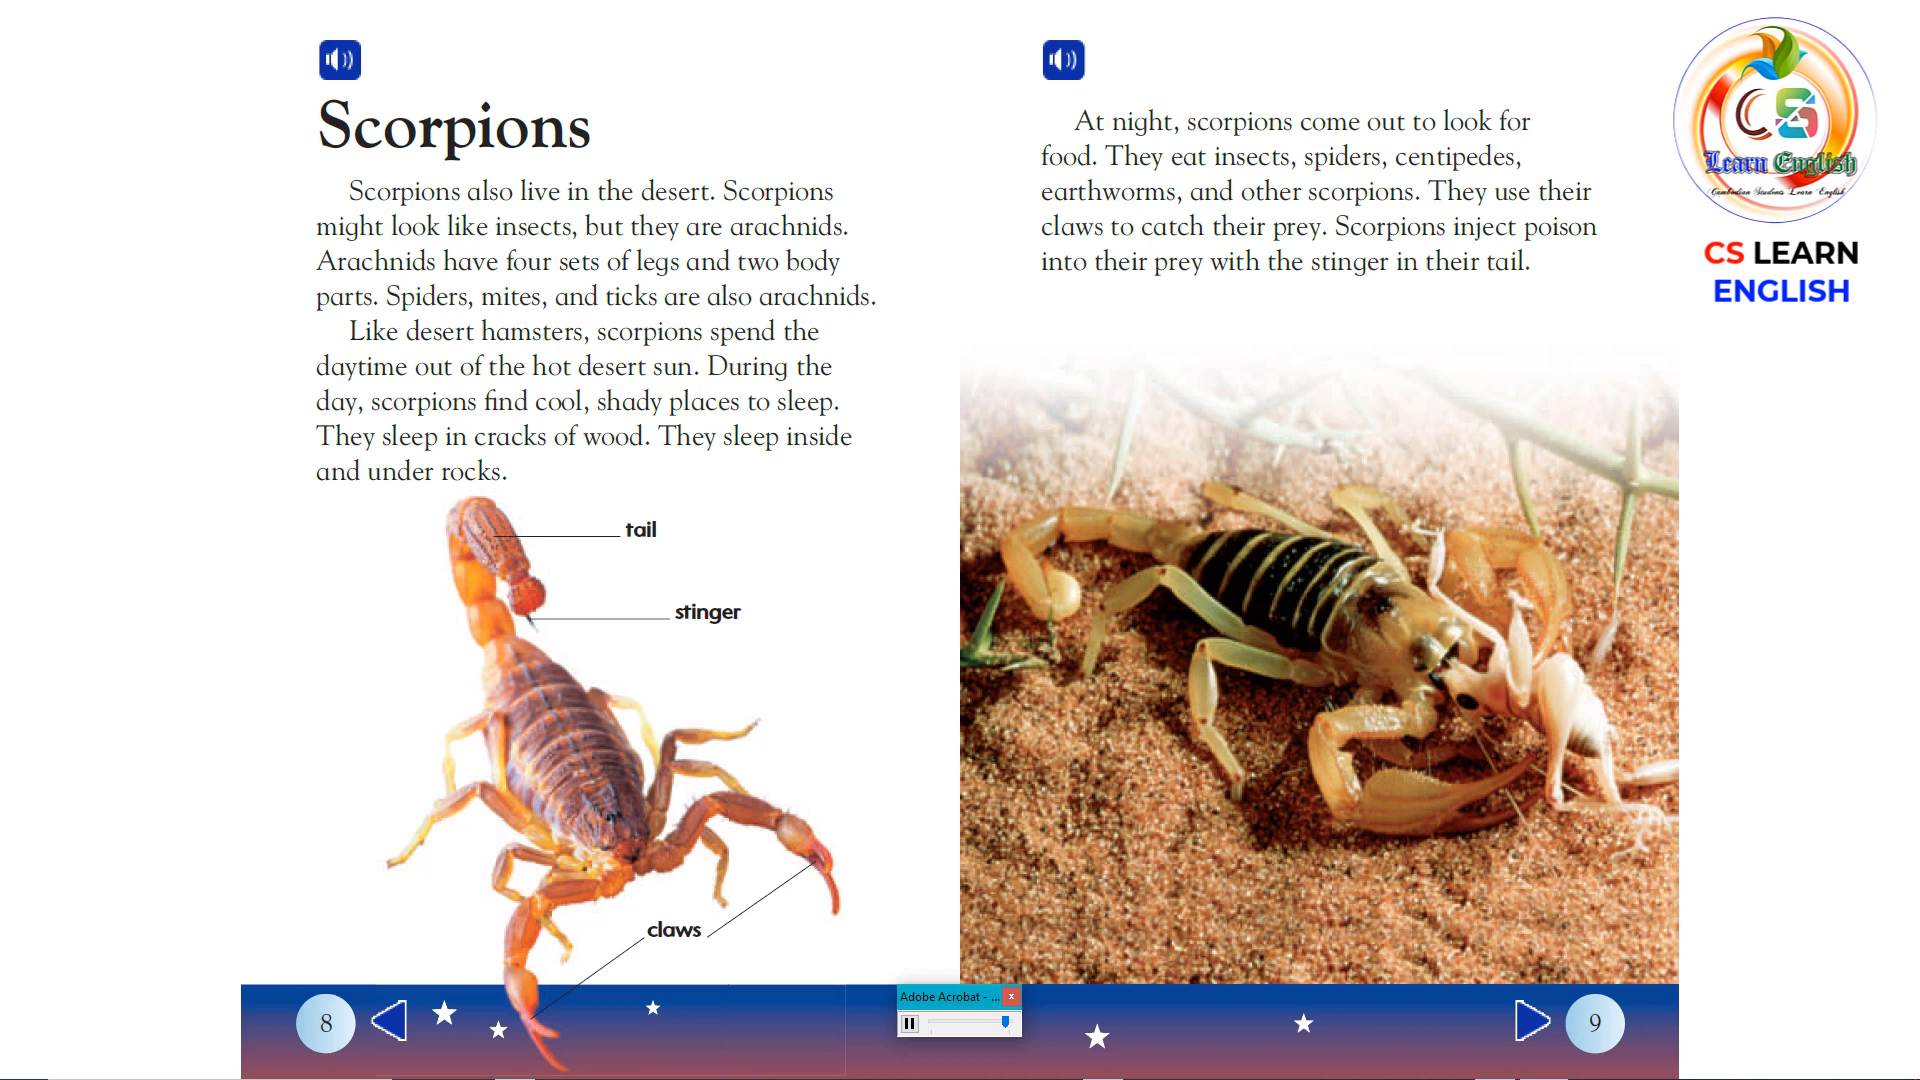 Scorpions
Scorpions also live in the desert. Scorpions
might look like insects, but they are arachnids.
Arachnids have four sets of legs and two body
parts. Spiders, mites, and ticks are also arachnids.
Like desert hamsters, scorpions spend the
daytime out of the hot desert sun. During the
day, scorpions find cool, shady places to sleep.
They sleep in cracks of wood. They sleep inside
and under rocks.
tail
stinger
claws
8
At night, scorpions come out to look for
food. They eat insects, spiders, centipedes,
earthworms, and other scorpions. They use their
claws to catch their prey. Scorpions inject poison
into their prey with the stinger in their tail.
9
Adobe Acrobat - ...
CS
Learn English
Cambodian Students Learn English
CS LEARN
ENGLISH